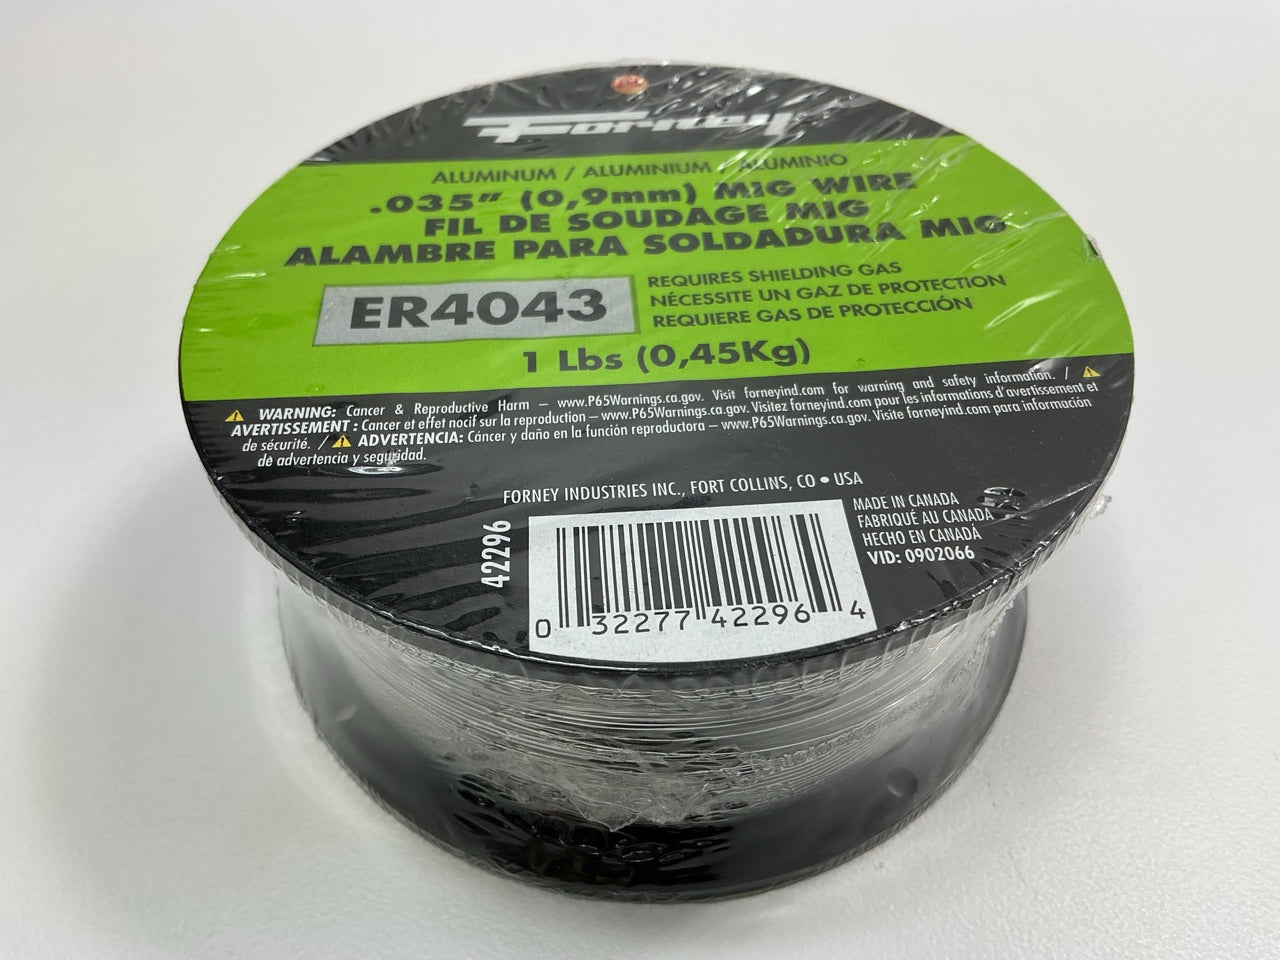 Forney
ALUMINUM / ALUMINIUM / ALUMINIO
.035" (0,9mm) MIG WIRE
FIL DE SOUDAGE MIG
ALAMBRE PARA SOLDADURA MIG
ER4043
REQUIRES SHIELDING GAS
NÉCESSITE UN GAZ DE PROTECTION
REQUIERE GAS DE PROTECCIÓN
1 Lbs (0,45Kg)
⚠ WARNING: Cancer & Reproductive Harm – www.P65Warnings.ca.gov. Visit forneyind.com for warning and safety information. / ⚠
AVERTISSEMENT : Cancer et effet nocif sur la reproduction – www.P65Warnings.ca.gov. Visitez forneyind.com pour les informations d'avertissement et
de sécurité. / ⚠ ADVERTENCIA: Cáncer y daño en la función reproductora – www.P65Warnings.ca.gov. Visite forneyind.com para información
de advertencia y seguridad.
FORNEY INDUSTRIES INC., FORT COLLINS, CO • USA
MADE IN CANADA
FABRIQUÉ AU CANADA
HECHO EN CANADÁ
VID: 0902066
42296
0 32277 42296 4